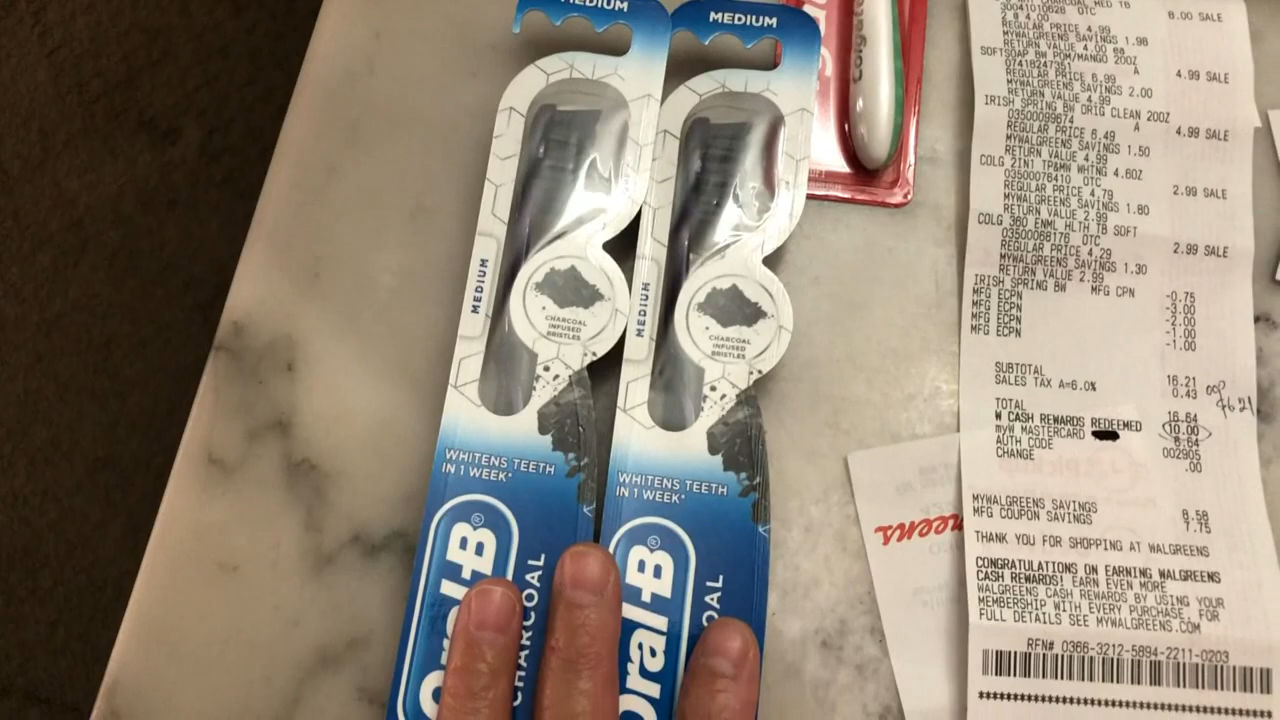 MEDIUM
MEDIUM
MEDIUM
CHARCOAL
INFUSED
BRISTLES
WHITENS TEETH
IN 1 WEEK*
Oral-B®
CHARCOAL
MEDIUM
CHARCOAL
INFUSED
BRISTLES
WHITENS TEETH
IN 1 WEEK*
Oral-B®
OAL
Colgate
CHARCOAL MED TB
30041010628 OTC 8.00 SALE
2 @ 4.00
REGULAR PRICE 4.99
MYWALGREENS SAVINGS 1.98
RETURN VALUE 4.00 ea
SOFTSOAP BW POM/MANGO 20OZ
07418247351 A 4.99 SALE
REGULAR PRICE 6.99
MYWALGREENS SAVINGS 2.00
RETURN VALUE 4.99
IRISH SPRING BW ORIG CLEAN 20OZ
03500099674 A 4.99 SALE
REGULAR PRICE 6.49
MYWALGREENS SAVINGS 1.50
RETURN VALUE 4.99
COLG 2IN1 TP&MW WHTNG 4.6OZ
03500076410 OTC 2.99 SALE
REGULAR PRICE 4.79
MYWALGREENS SAVINGS 1.80
RETURN VALUE 2.99
COLG 360 ENML HLTH TB SOFT
03500068176 OTC 2.99 SALE
REGULAR PRICE 4.29
MYWALGREENS SAVINGS 1.30
RETURN VALUE 2.99
IRISH SPRING BW MFG CPN -0.75
MFG ECPN -3.00
MFG ECPN -2.00
MFG ECPN -1.00
MFG ECPN -1.00
SUBTOTAL 16.21
SALES TAX A=6.0% 0.43
OOP
$6.21
TOTAL 16.64
W CASH REWARDS REDEEMED 10.00
myW MASTERCARD 6.64
AUTH CODE 002905
CHANGE .00
MYWALGREENS SAVINGS 8.58
MFG COUPON SAVINGS 7.75
THANK YOU FOR SHOPPING AT WALGREENS
CONGRATULATIONS ON EARNING WALGREENS
CASH REWARDS! EARN EVEN MORE
WALGREENS CASH REWARDS BY USING YOUR
MEMBERSHIP WITH EVERY PURCHASE. FOR
FULL DETAILS SEE MYWALGREENS.COM
RFN# 0366-3212-5894-2211-0203
reens